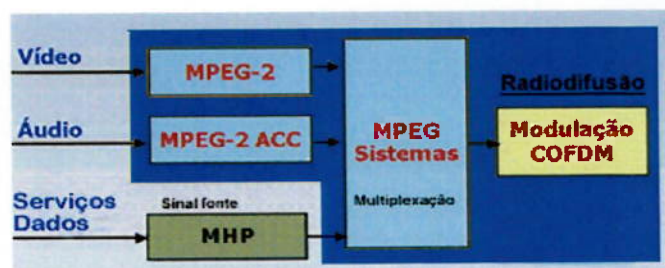 Vídeo
MPEG-2
Radiodifusão
Áudio
MPEG-2 ACC
MPEG
Sistemas
Modulação
COFDM
Serviços
Dados
Sinal fonte
MHP
Multiplexação